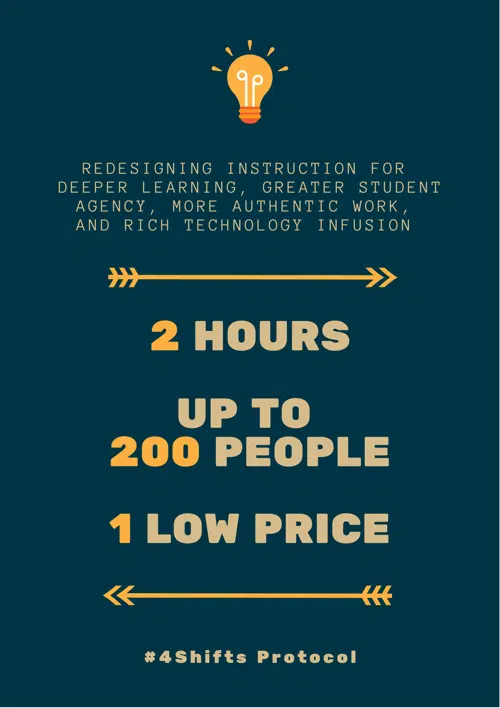 REDESIGNING INSTRUCTION FOR
DEEPER LEARNING, GREATER STUDENT
AGENCY, MORE AUTHENTIC WORK,
AND RICH TECHNOLOGY INFUSION
2 HOURS
UP TO
200 PEOPLE
1 LOW PRICE
#4Shifts Protocol